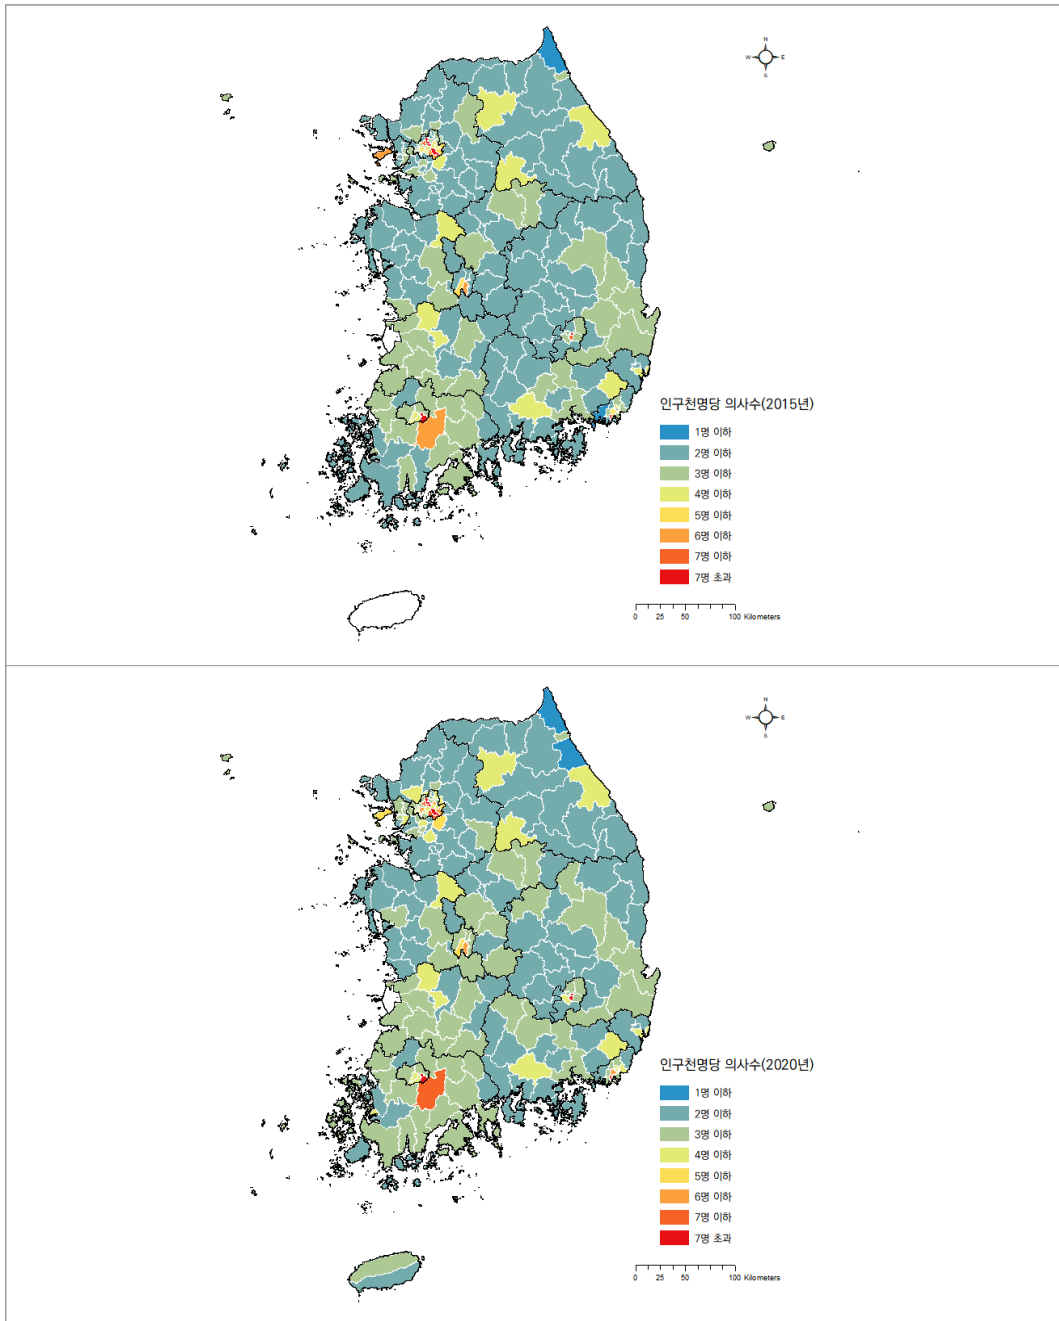 N
W E
S
인구천명당 의사수(2015년)
1명 이하
2명 이하
3명 이하
4명 이하
5명 이하
6명 이하
7명 이하
7명 초과
0 25 50 100 Kilometers
N
W E
S
인구천명당 의사수(2020년)
1명 이하
2명 이하
3명 이하
4명 이하
5명 이하
6명 이하
7명 이하
7명 초과
0 25 50 100 Kilometers